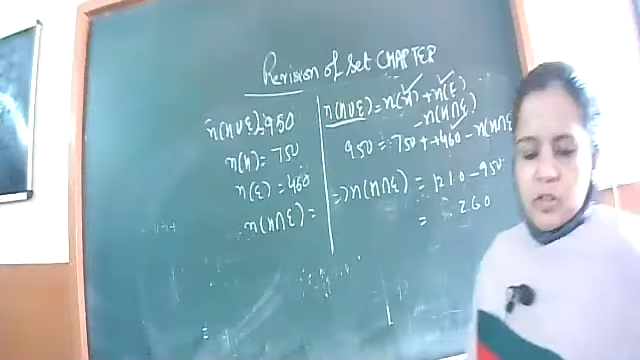 Revision of Set CHAPTER
n(HUE)=950
n(H)=750
n(E)=460
n(H∩E)=
n(HUE)=n(H)+n(E)
-n(H∩E)
950 = 750+460-n(H∩E)
=>n(H∩E) = 1210-950
= 260